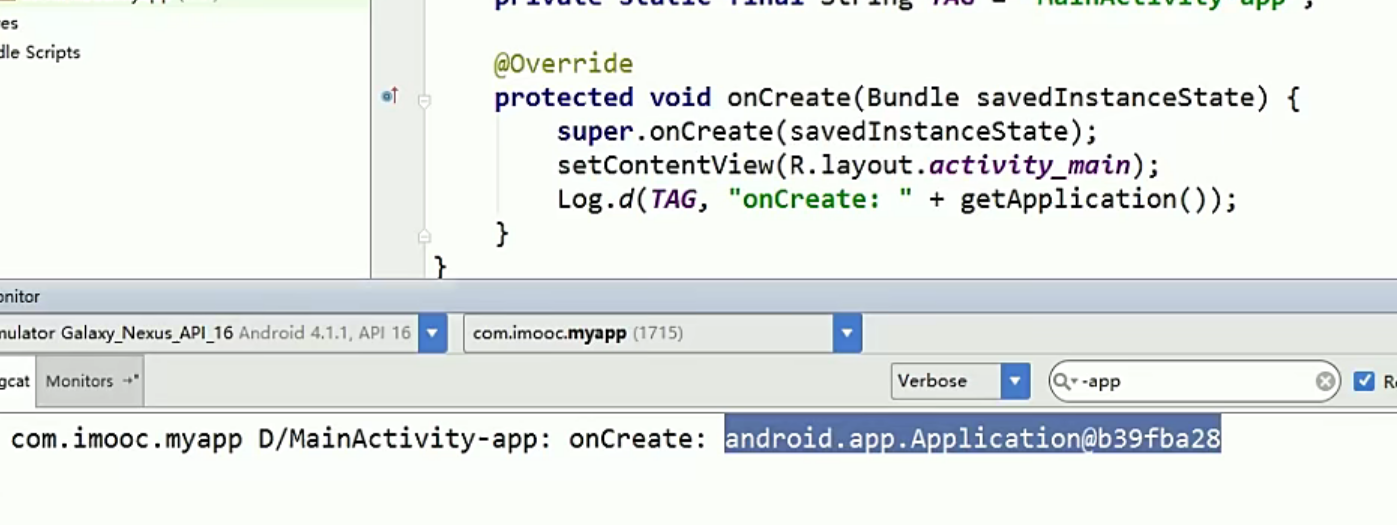 private static final String TAG = "MainActivity-app";
@Override
protected void onCreate(Bundle savedInstanceState) {
super.onCreate(savedInstanceState);
setContentView(R.layout.activity_main);
Log.d(TAG, "onCreate: " + getApplication());
}
}
es
dle Scripts
onitor
nulator Galaxy_Nexus_API_16 Android 4.1.1, API 16 com.imooc.myapp (1715)
gcat Monitors Verbose -app Re
com.imooc.myapp D/MainActivity-app: onCreate: android.app.Application@b39fba28